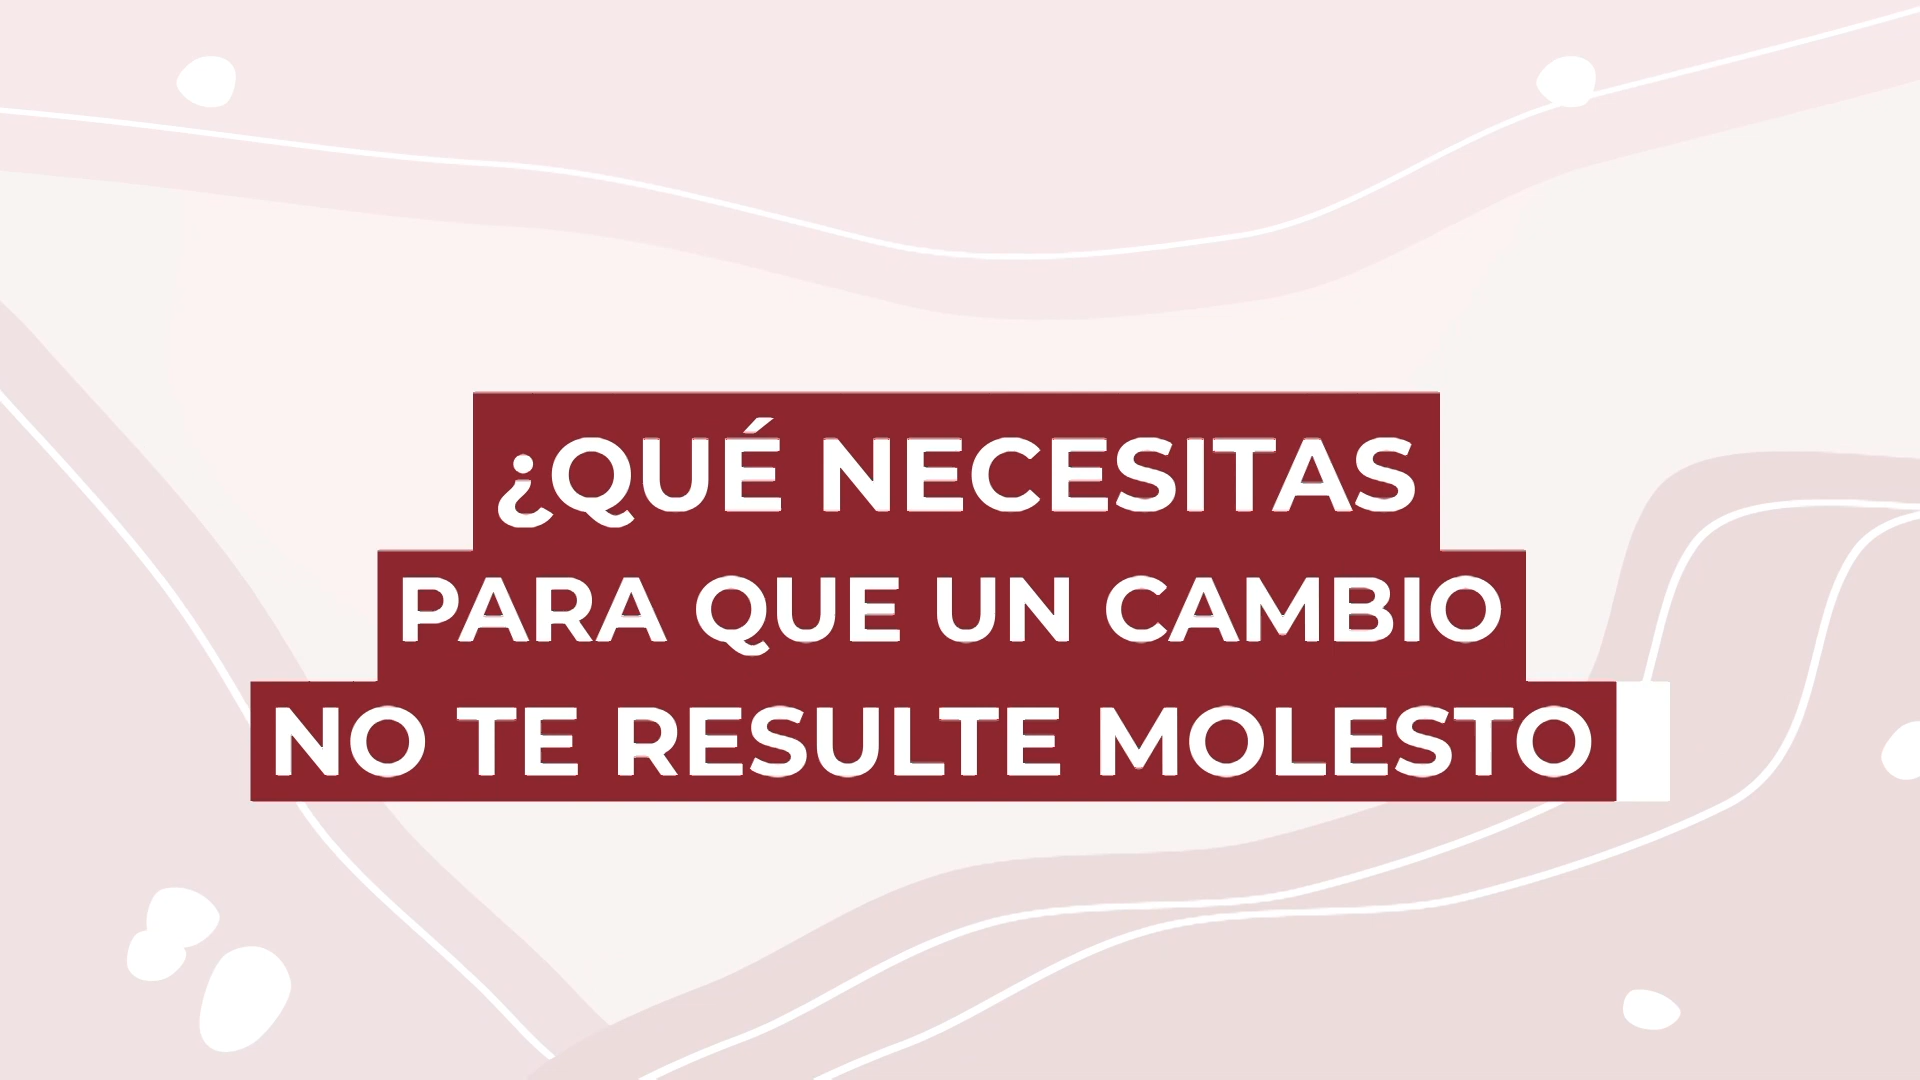 ¿QUÉ NECESITAS
PARA QUE UN CAMBIO
NO TE RESULTE MOLESTO